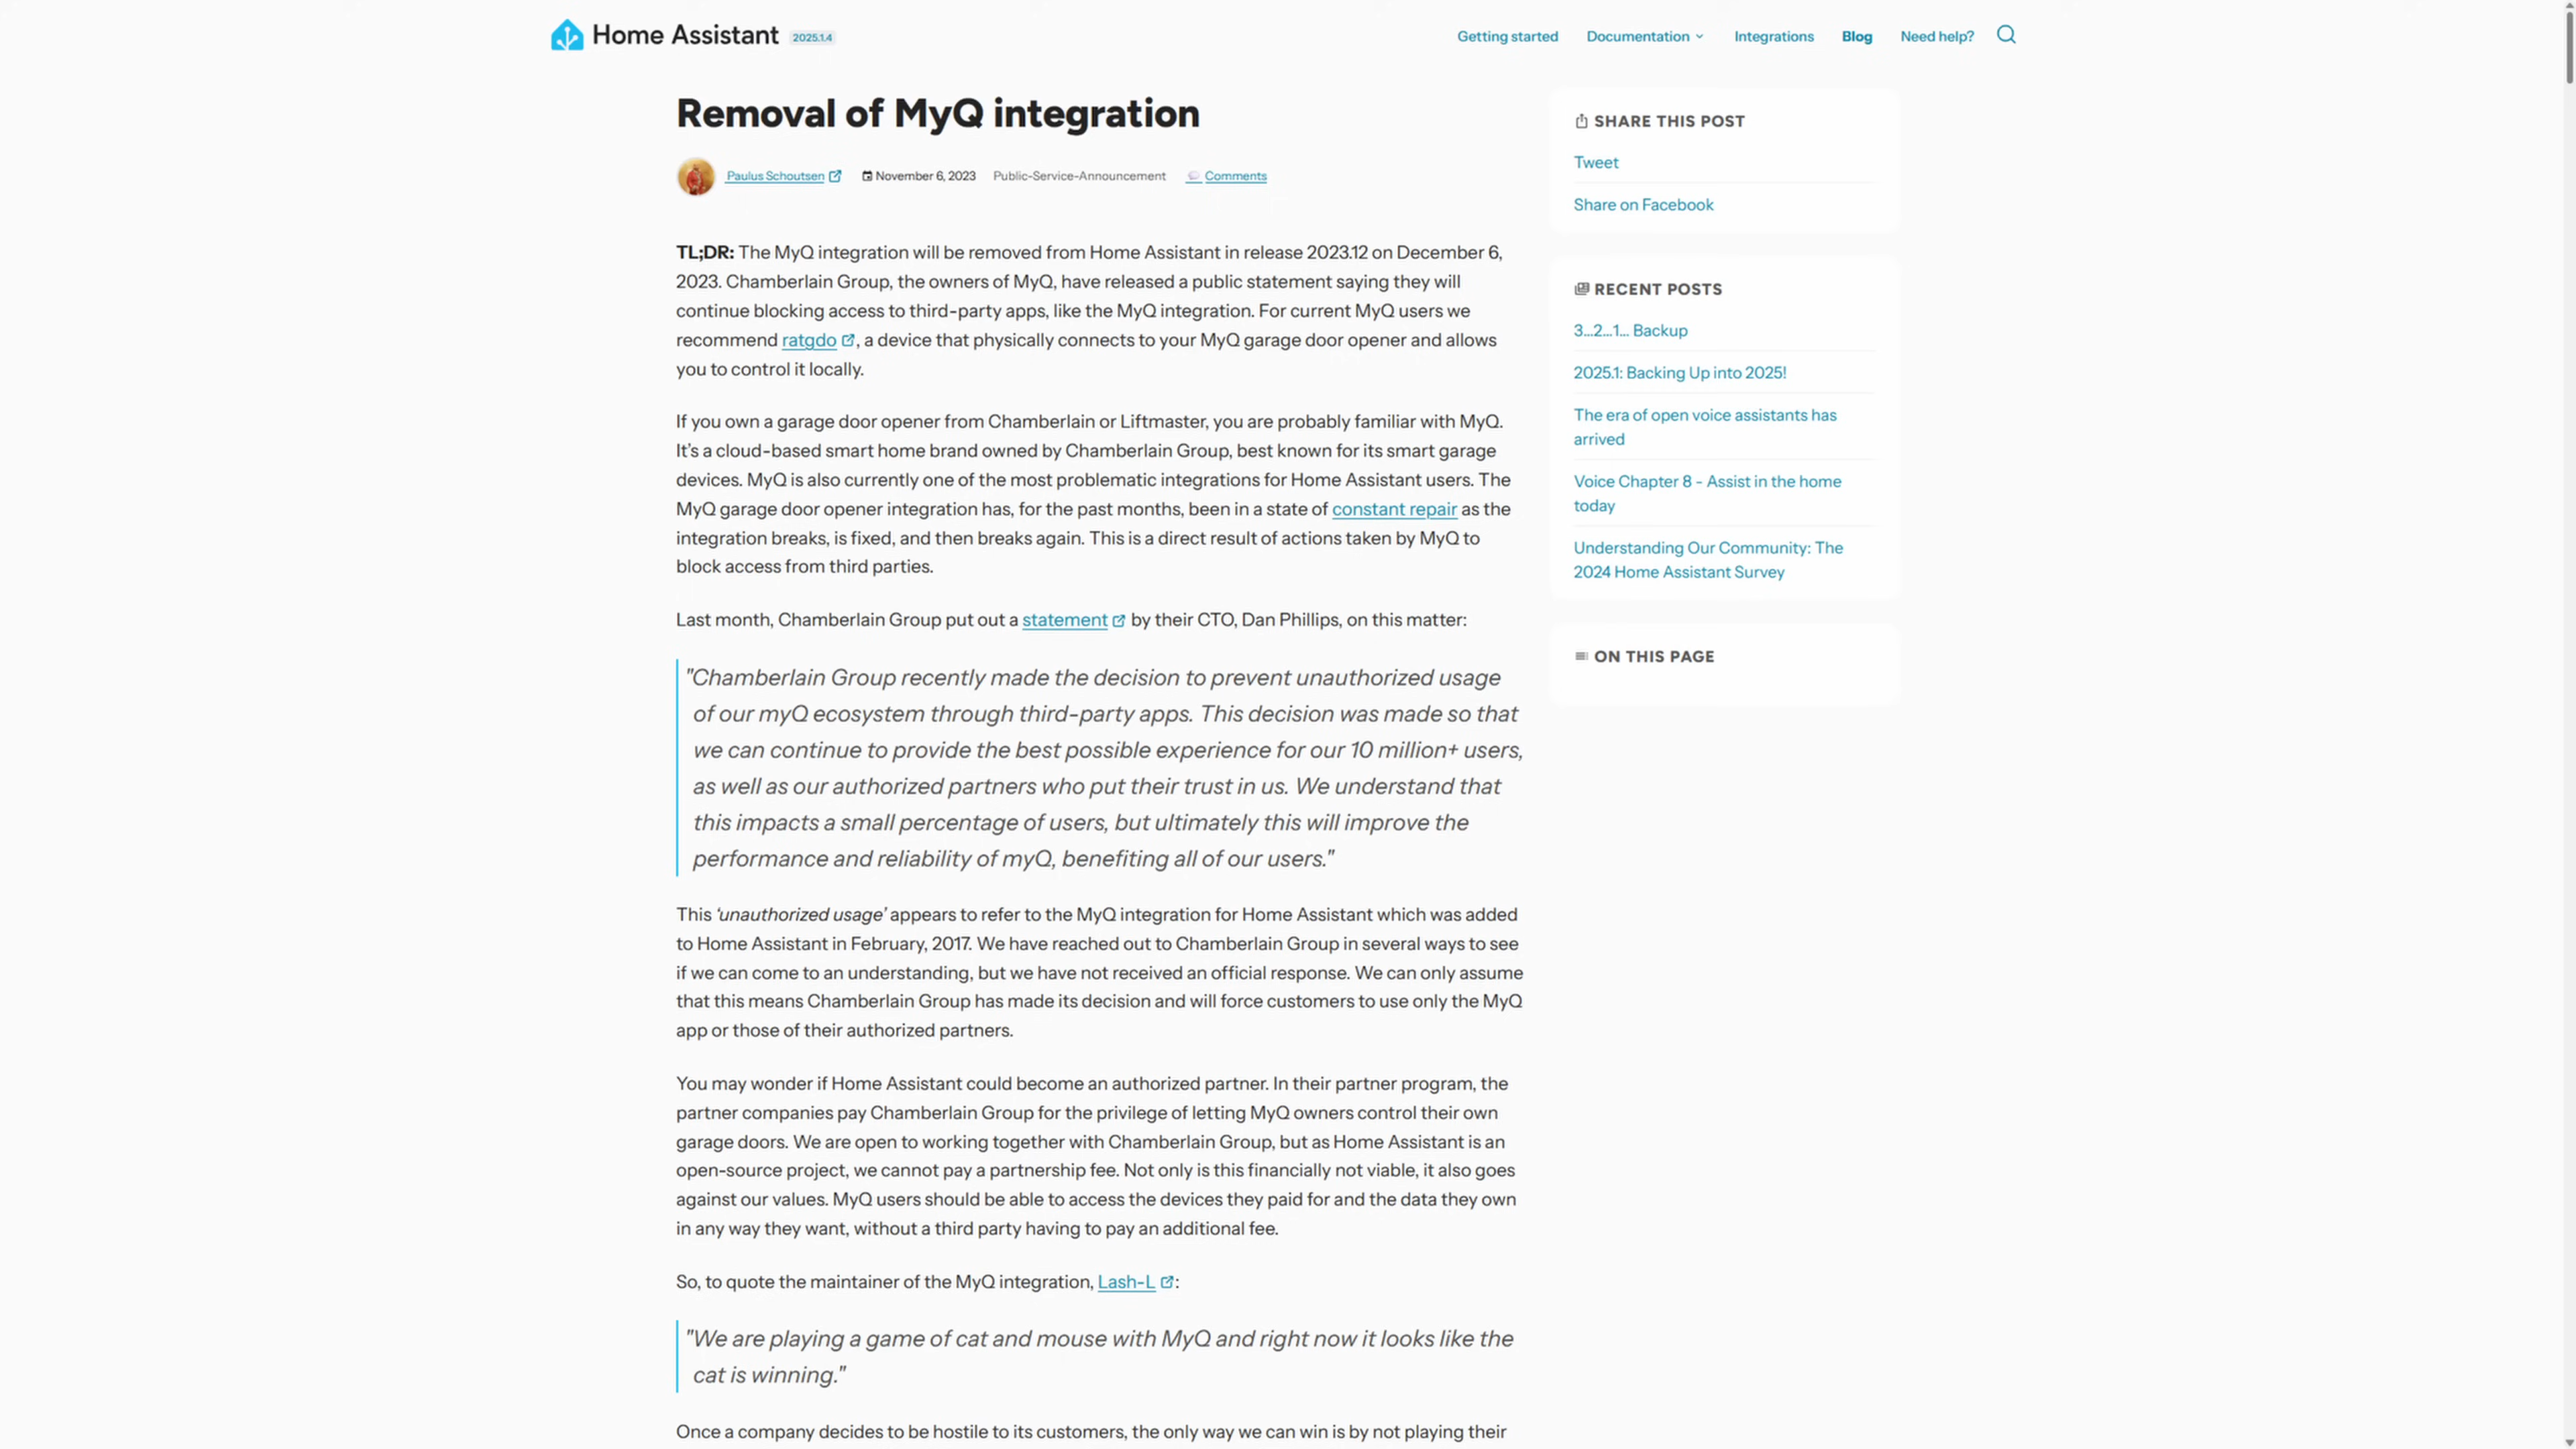 Home Assistant 2025.1.4
Getting started Documentation Integrations Blog Need help?
Removal of MyQ integration
Paulus Schoutsen November 6, 2023 Public-Service-Announcement Comments
TL;DR: The MyQ integration will be removed from Home Assistant in release 2023.12 on December 6,
2023. Chamberlain Group, the owners of MyQ, have released a public statement saying they will
continue blocking access to third-party apps, like the MyQ integration. For current MyQ users we
recommend ratgdo , a device that physically connects to your MyQ garage door opener and allows
you to control it locally.
If you own a garage door opener from Chamberlain or Liftmaster, you are probably familiar with MyQ.
It’s a cloud-based smart home brand owned by Chamberlain Group, best known for its smart garage
devices. MyQ is also currently one of the most problematic integrations for Home Assistant users. The
MyQ garage door opener integration has, for the past months, been in a state of constant repair as the
integration breaks, is fixed, and then breaks again. This is a direct result of actions taken by MyQ to
block access from third parties.
Last month, Chamberlain Group put out a statement by their CTO, Dan Phillips, on this matter:
"Chamberlain Group recently made the decision to prevent unauthorized usage
of our myQ ecosystem through third-party apps. This decision was made so that
we can continue to provide the best possible experience for our 10 million+ users,
as well as our authorized partners who put their trust in us. We understand that
this impacts a small percentage of users, but ultimately this will improve the
performance and reliability of myQ, benefiting all of our users."
This ‘unauthorized usage’ appears to refer to the MyQ integration for Home Assistant which was added
to Home Assistant in February, 2017. We have reached out to Chamberlain Group in several ways to see
if we can come to an understanding, but we have not received an official response. We can only assume
that this means Chamberlain Group has made its decision and will force customers to use only the MyQ
app or those of their authorized partners.
You may wonder if Home Assistant could become an authorized partner. In their partner program, the
partner companies pay Chamberlain Group for the privilege of letting MyQ owners control their own
garage doors. We are open to working together with Chamberlain Group, but as Home Assistant is an
open-source project, we cannot pay a partnership fee. Not only is this financially not viable, it also goes
against our values. MyQ users should be able to access the devices they paid for and the data they own
in any way they want, without a third party having to pay an additional fee.
So, to quote the maintainer of the MyQ integration, Lash-L :
"We are playing a game of cat and mouse with MyQ and right now it looks like the
cat is winning."
Once a company decides to be hostile to its customers, the only way we can win is by not playing their
SHARE THIS POST
Tweet
Share on Facebook
RECENT POSTS
3…2…1… Backup
2025.1: Backing Up into 2025!
The era of open voice assistants has
arrived
Voice Chapter 8 - Assist in the home
today
Understanding Our Community: The
2024 Home Assistant Survey
ON THIS PAGE